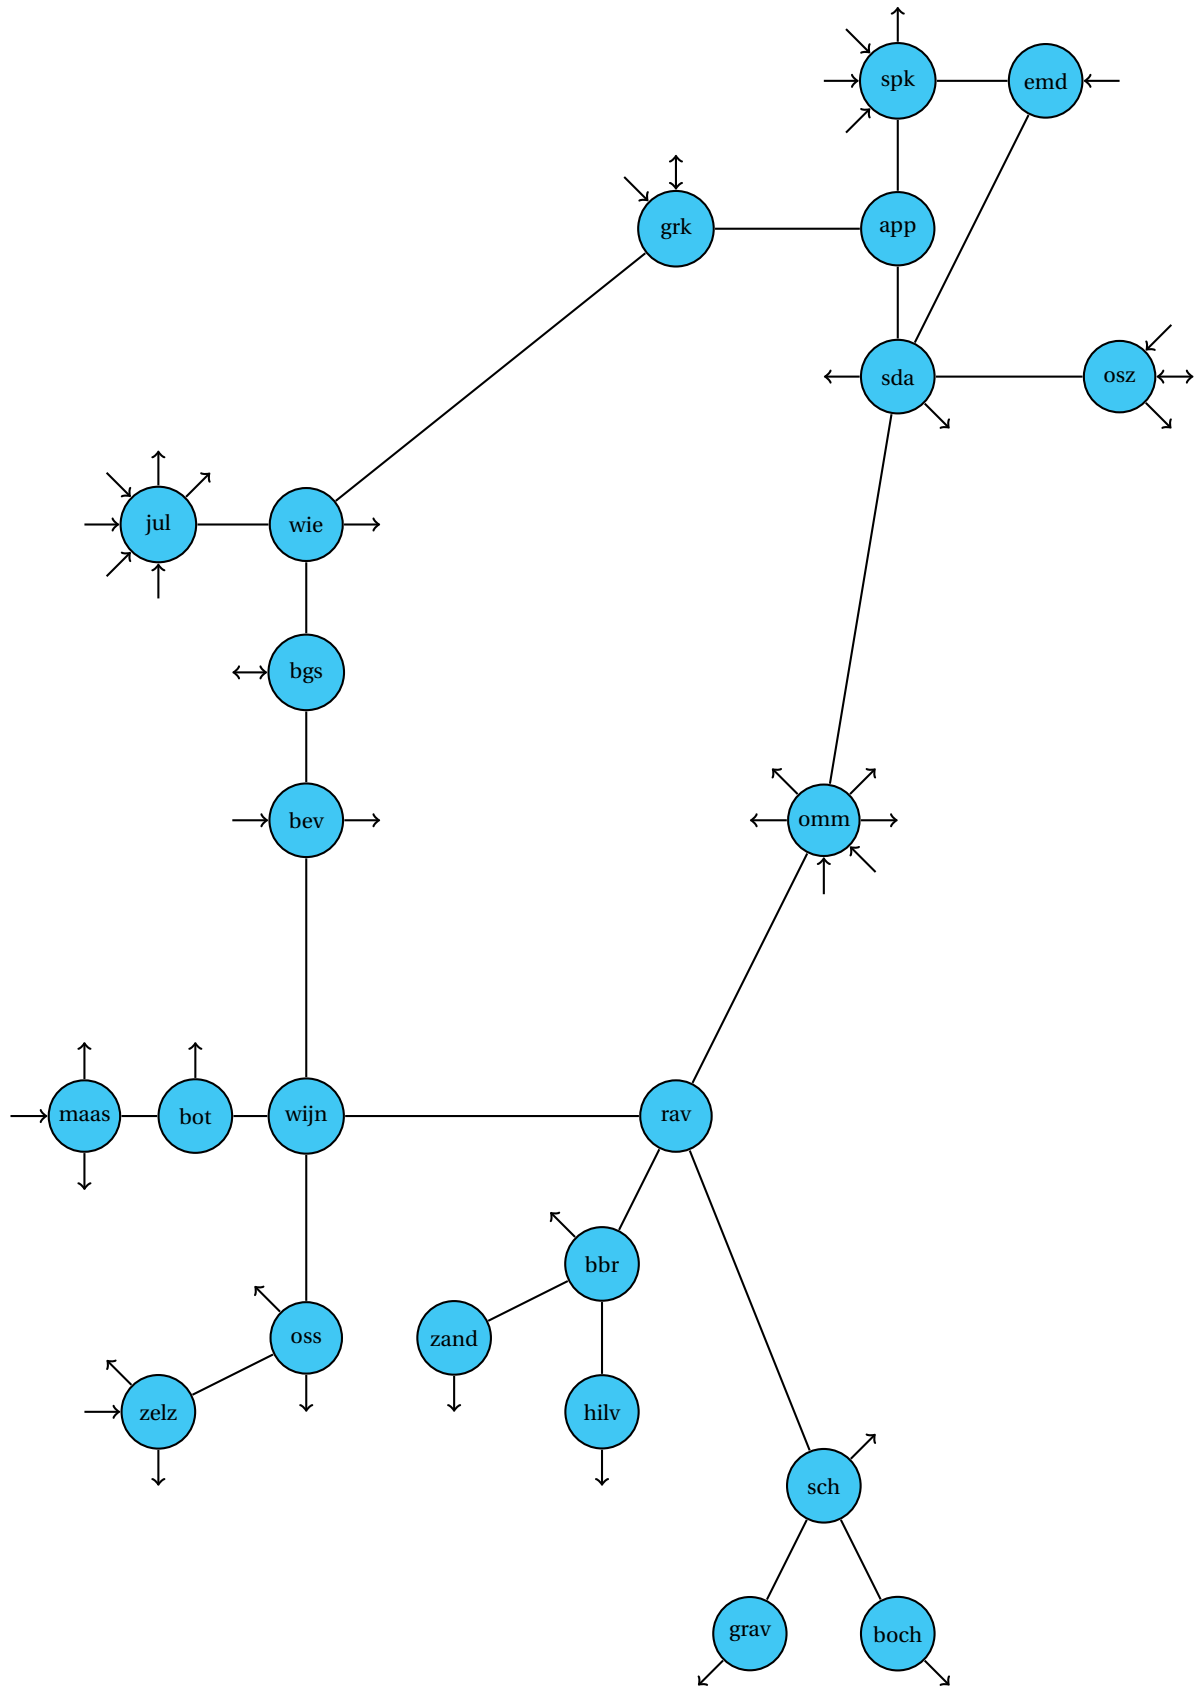 spk
emd
grk
app
sda
osz
jul
wie
bgs
bev
omm
maas
bot
wijn
rav
bbr
oss
zand
zelz
hilv
sch
grav
boch